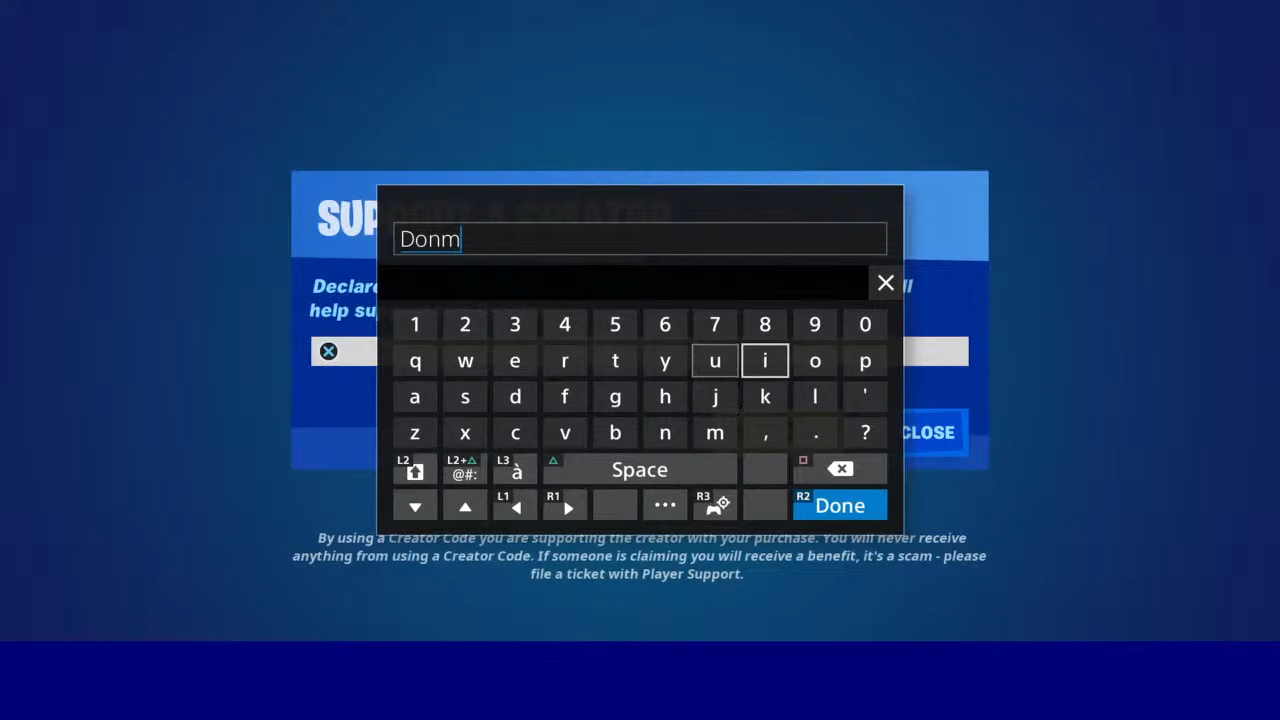 SUP
Donm
Declare
ll
help su
1 2 3 4 5 6 7 8 9 0
q w e r t y u i o p
a s d f g h j k l '
z x c v b n m , . ?
L2 L2+△ @#: L3 à △ Space
L1 R1 ... R3 R2 Done
CLOSE
By using a Creator Code you are supporting the creator with your purchase. You will never receive
anything from using a Creator Code. If someone is claiming you will receive a benefit, it's a scam - please
file a ticket with Player Support.